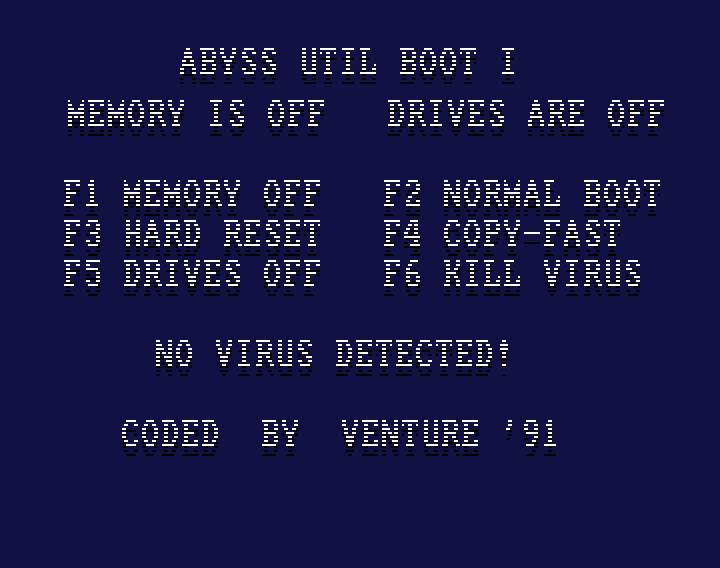 ABYSS UTIL BOOT I
MEMORY IS OFF   DRIVES ARE OFF
F1 MEMORY OFF   F2 NORMAL BOOT
F3 HARD RESET   F4 COPY-FAST
F5 DRIVES OFF   F6 KILL VIRUS
NO VIRUS DETECTED!
CODED  BY  VENTURE '91